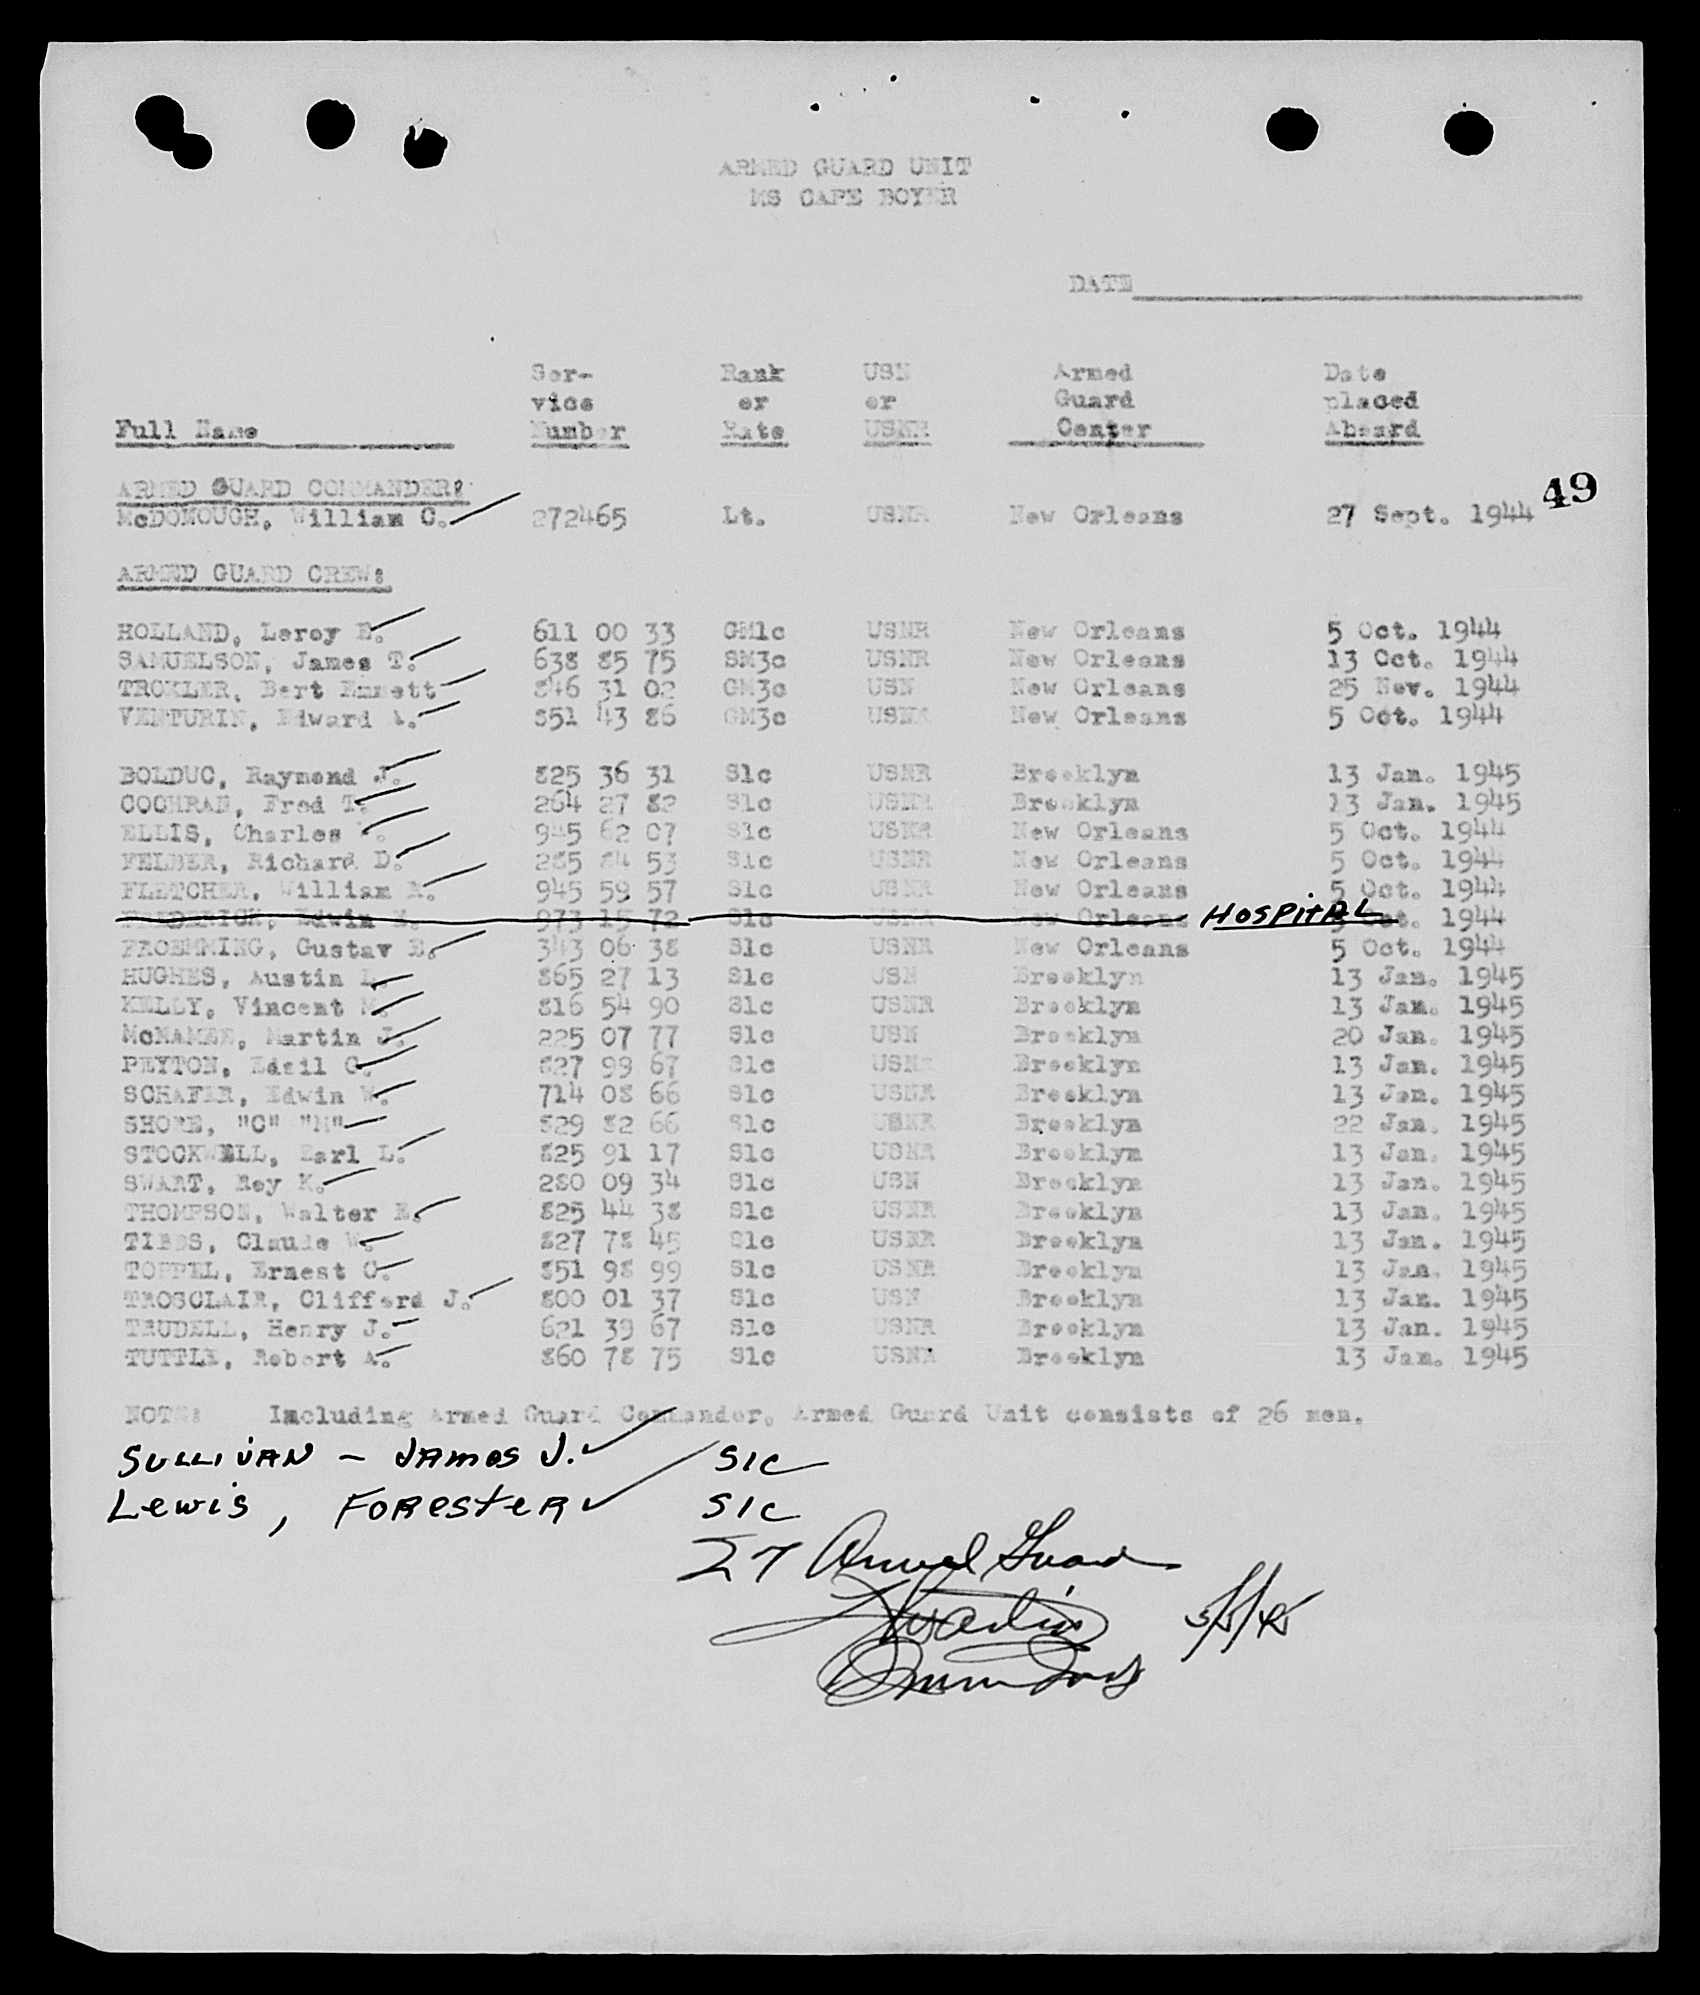 ARMED GUARD UNIT
MS CAPE BOYER
DATE
Ser- Rank USN Armed Date
vice or or Guard placed
Full Name Number Rate USNR Center Aboard
ARMED GUARD COMMANDER:
49
McDONOUGH, William C. 272465 Lt. USNR New Orleans 27 Sept. 1944
ARMED GUARD CREW:
HOLLAND, Leroy E. 611 00 33 GM1c USNR New Orleans 5 Oct. 1944
SAMUELSON, James T. 638 85 75 SM3c USNR New Orleans 13 Oct. 1944
TROXLER, Bert Emmett 846 31 02 GM3c USN New Orleans 25 Nov. 1944
VENTURIN, Edward A. 851 43 86 GM3c USNR New Orleans 5 Oct. 1944
BOLDUC, Raymond J. 825 36 31 S1c USNR Brooklyn 13 Jan. 1945
COCHRAN, Fred T. 264 27 82 S1c USNR Brooklyn 13 Jan. 1945
ELLIS, Charles 945 62 07 S1c USNR New Orleans 5 Oct. 1944
FELBER, Richard D. 285 84 53 S1c USNR New Orleans 5 Oct. 1944
FLETCHER, William R. 945 59 57 S1c USNR New Orleans 5 Oct. 1944
FREDERICK, Edwin 973 15 72 S1c USNR New Orleans HOSPITAL 5 Oct. 1944
FROEMMING, Gustav E. 343 06 38 S1c USNR New Orleans 5 Oct. 1944
HUGHES, Austin L. 865 27 13 S1c USN Brooklyn 13 Jan. 1945
KELLY, Vincent M. 816 54 90 S1c USNR Brooklyn 13 Jan. 1945
McNAMEE, Martin J. 225 07 77 S1c USN Brooklyn 20 Jan. 1945
PEYTON, Edsil G. 827 99 67 S1c USNR Brooklyn 13 Jan. 1945
SCHAFER, Edwin W. 714 08 66 S1c USNR Brooklyn 13 Jan. 1945
SHORE, "C" "M" 829 82 66 S1c USNR Brooklyn 22 Jan. 1945
STOCKWELL, Earl L. 825 91 17 S1c USNR Brooklyn 13 Jan. 1945
SWART, Roy K. 280 09 34 S1c USN Brooklyn 13 Jan. 1945
THOMPSON, Walter E. 825 44 38 S1c USNR Brooklyn 13 Jan. 1945
TIBBS, Claude W. 827 78 45 S1c USNR Brooklyn 13 Jan. 1945
TOPPEL, Ernest C. 851 98 99 S1c USNR Brooklyn 13 Jan. 1945
TROSCLAIR, Clifford J. 800 01 37 S1c USN Brooklyn 13 Jan. 1945
TRUDELL, Henry J. 621 39 67 S1c USNR Brooklyn 13 Jan. 1945
TUTTLE, Robert A. 860 78 75 S1c USNR Brooklyn 13 Jan. 1945
NOTE: Including Armed Guard Commander, Armed Guard Unit consists of 26 men.
SULLIVAN - JAMES J. S1C
Lewis, FORESTER S1C
27 Armed Guard